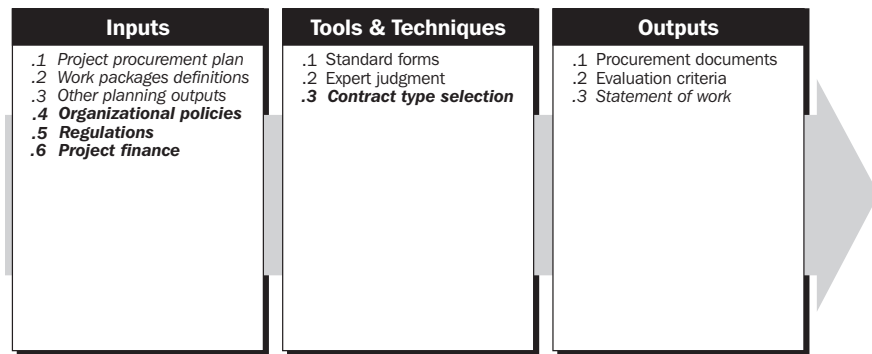 Inputs
.1 Project procurement plan
.2 Work packages definitions
.3 Other planning outputs
.4 Organizational policies
.5 Regulations
.6 Project finance
Tools & Techniques
.1 Standard forms
.2 Expert judgment
.3 Contract type selection
Outputs
.1 Procurement documents
.2 Evaluation criteria
.3 Statement of work